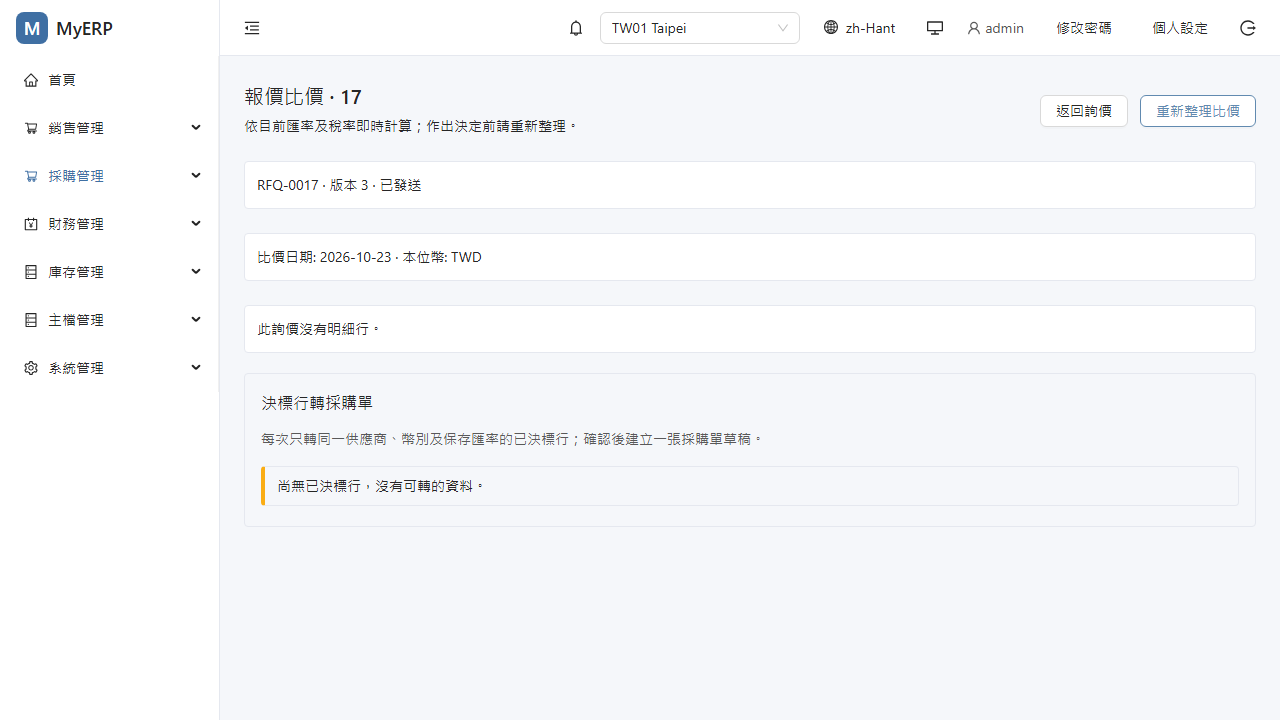 M MyERP
TW01 Taipei
zh-Hant
admin
修改密碼
個人設定
首頁
銷售管理
採購管理
財務管理
庫存管理
主檔管理
系統管理
報價比價 · 17
依目前匯率及稅率即時計算；作出決定前請重新整理。
返回詢價
重新整理比價
RFQ-0017 · 版本 3 · 已發送
比價日期: 2026-10-23 · 本位幣: TWD
此詢價沒有明細行。
決標行轉採購單
每次只轉同一供應商、幣別及保存匯率的已決標行；確認後建立一張採購單草稿。
尚無已決標行，沒有可轉的資料。